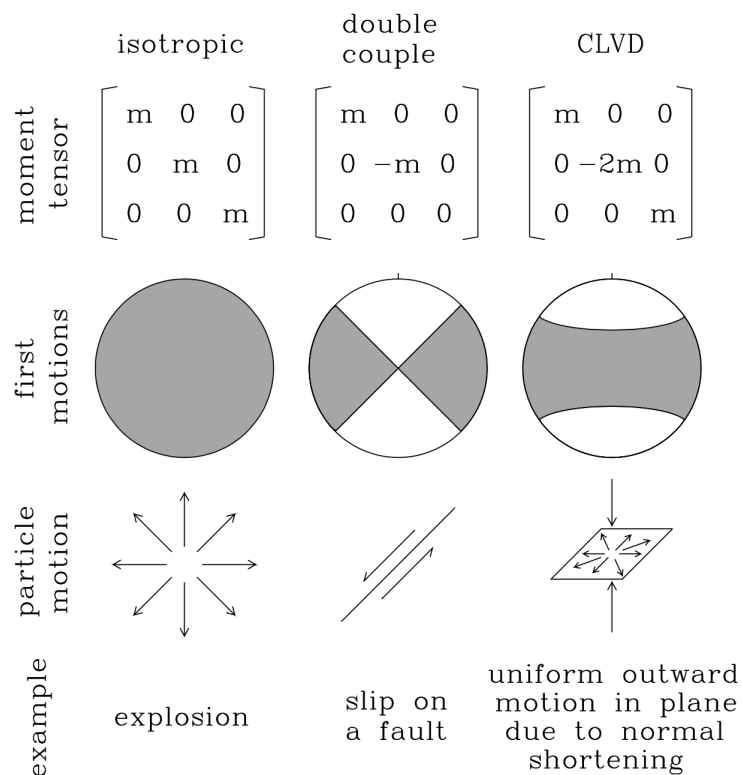 isotropic
double
couple
CLVD
moment
tensor
m 0 0
0 m 0
0 0 m
m 0 0
0 -m 0
0 0 0
m 0 0
0 -2m 0
0 0 m
first
motions
particle
motion
example
explosion
slip on
a fault
uniform outward
motion in plane
due to normal
shortening